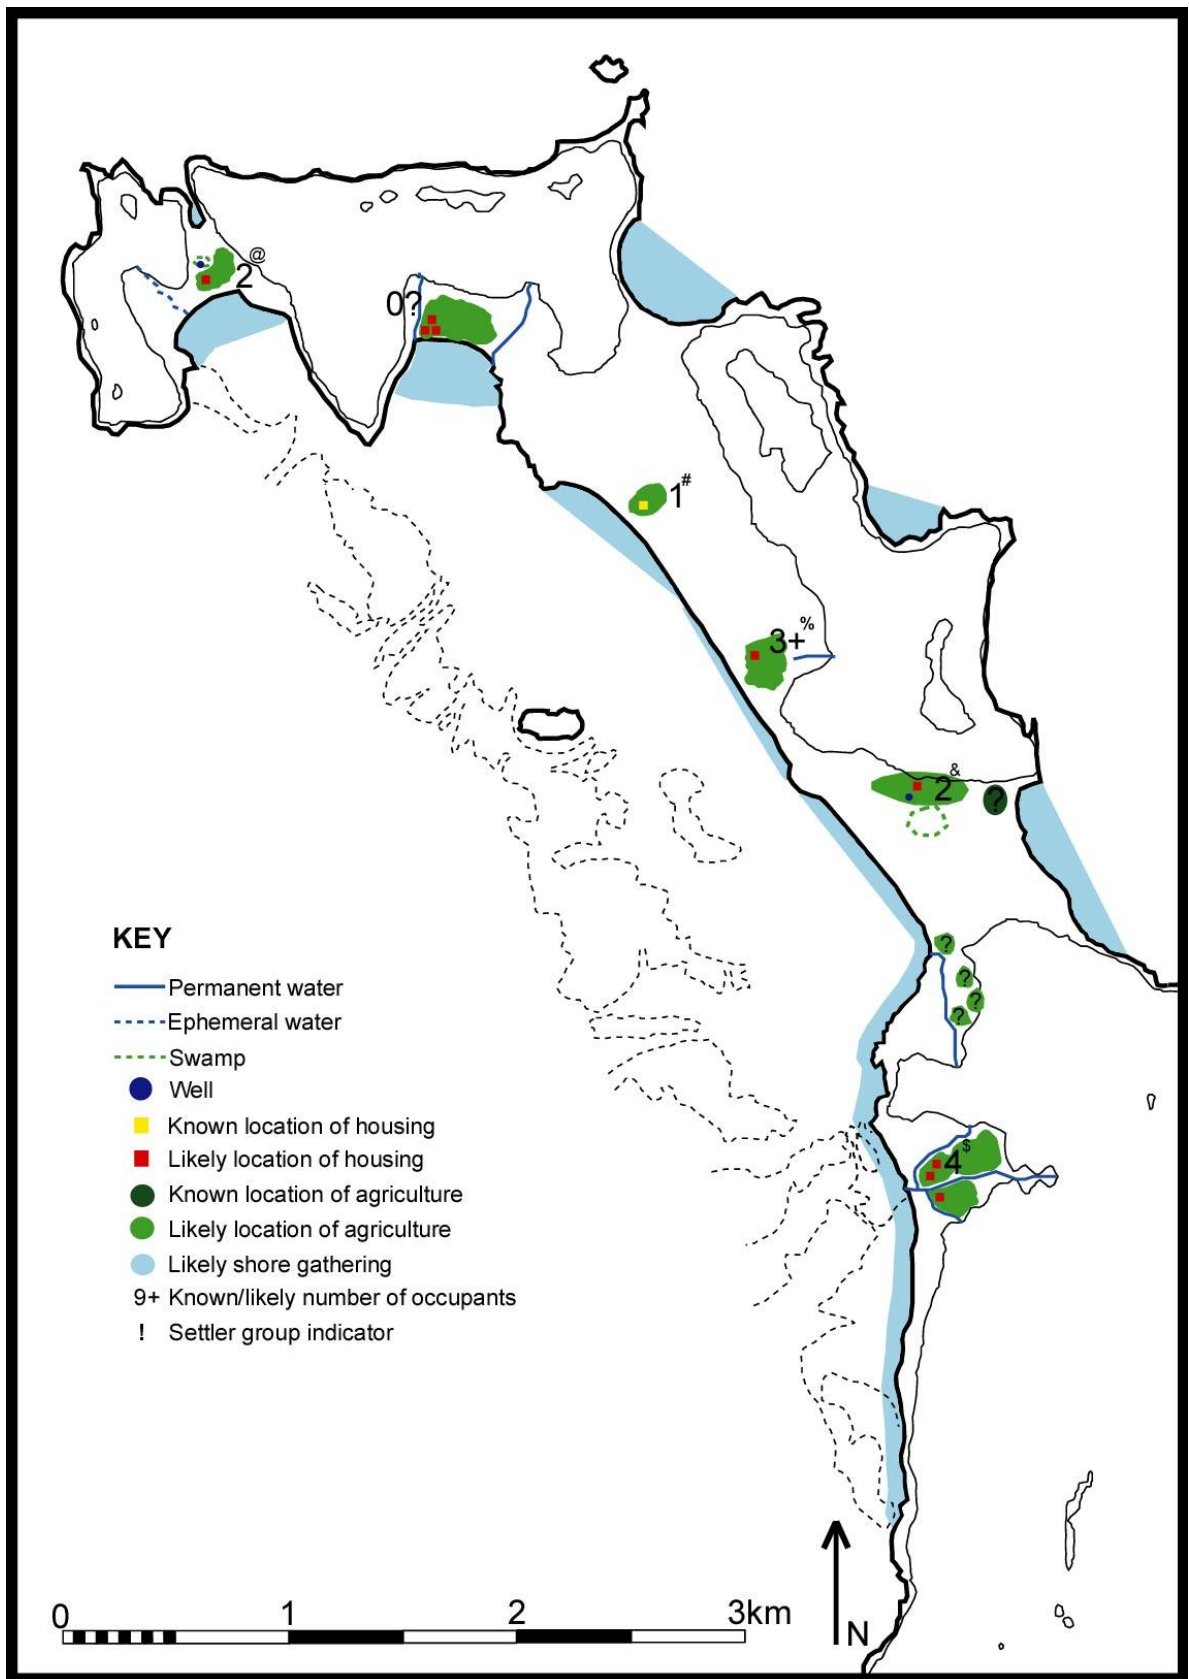 2@
0?
1#
3+%
2&
?
?
?
?
?
4$
KEY
Permanent water
Ephemeral water
Swamp
Well
Known location of housing
Likely location of housing
Known location of agriculture
Likely location of agriculture
Likely shore gathering
9+ Known/likely number of occupants
! Settler group indicator
0 1 2 3km
N